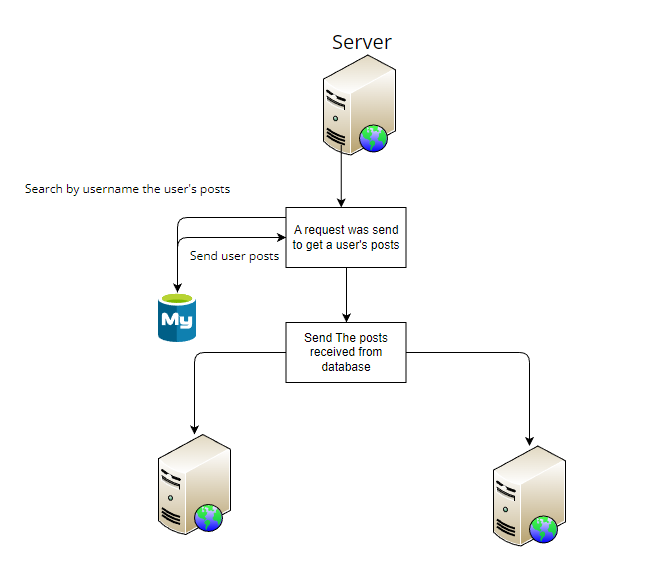 Server
Search by username the user's posts
A request was send
to get a user's posts
Send user posts
My
Send The posts
received from
database